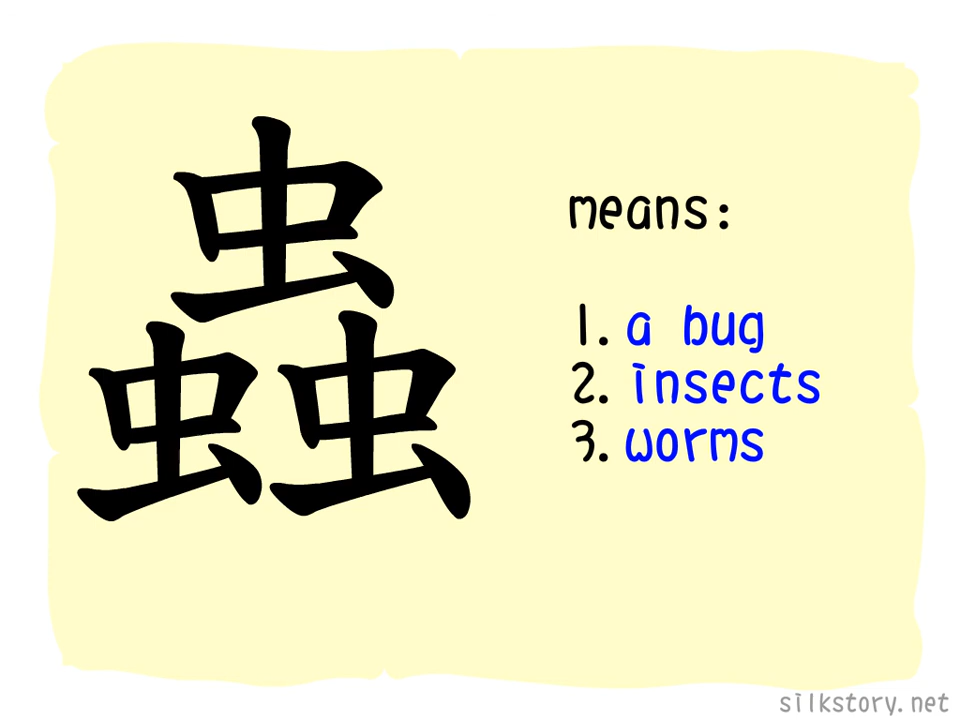 蟲
means:
1. a bug
2. insects
3. worms
silkstory.net